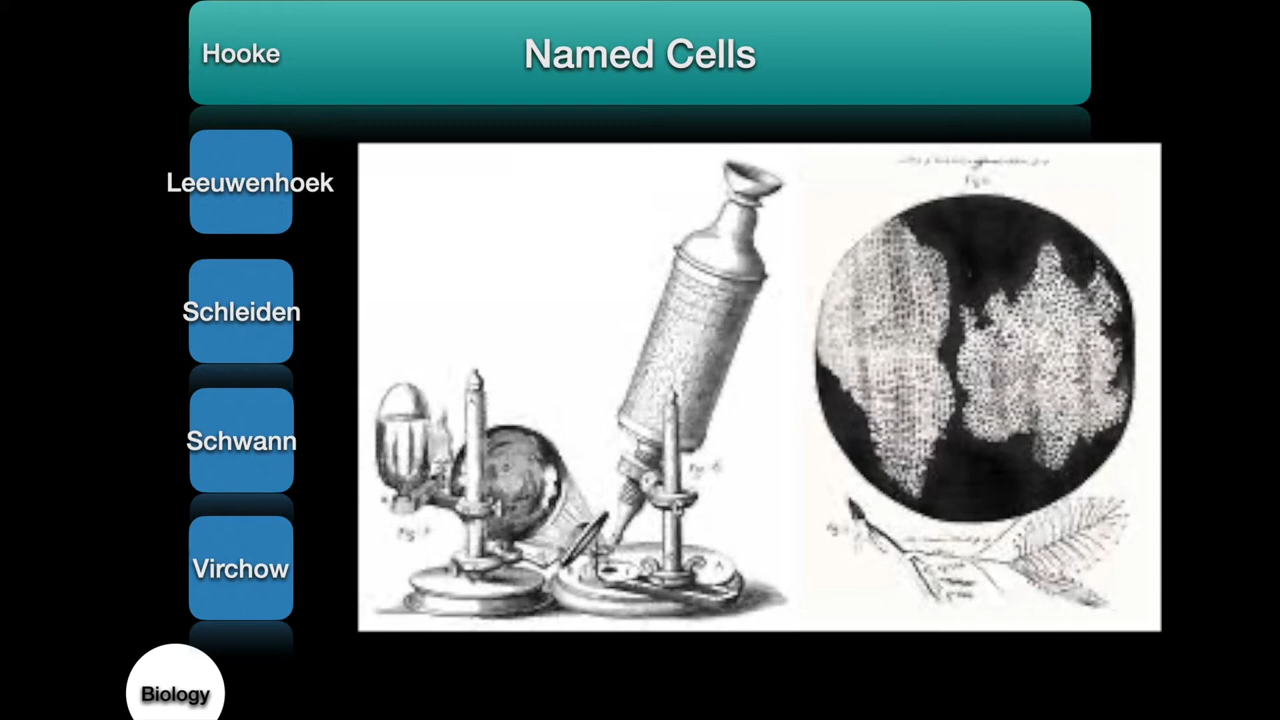 Hooke
Named Cells
Leeuwenhoek
Schleiden
Schwann
Virchow
Biology